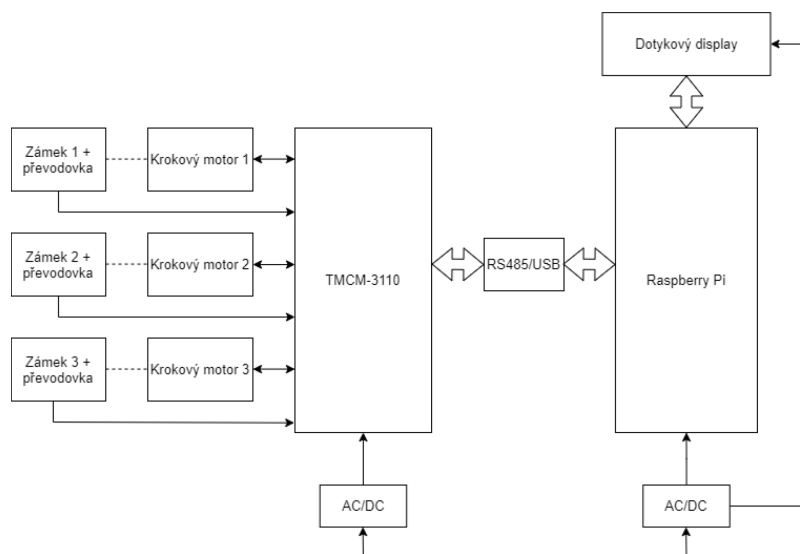 Dotykový display
Zámek 1 +
převodovka
Krokový motor 1
Zámek 2 +
převodovka
Krokový motor 2
TMCM-3110
RS485/USB
Raspberry Pi
Zámek 3 +
převodovka
Krokový motor 3
AC/DC
AC/DC